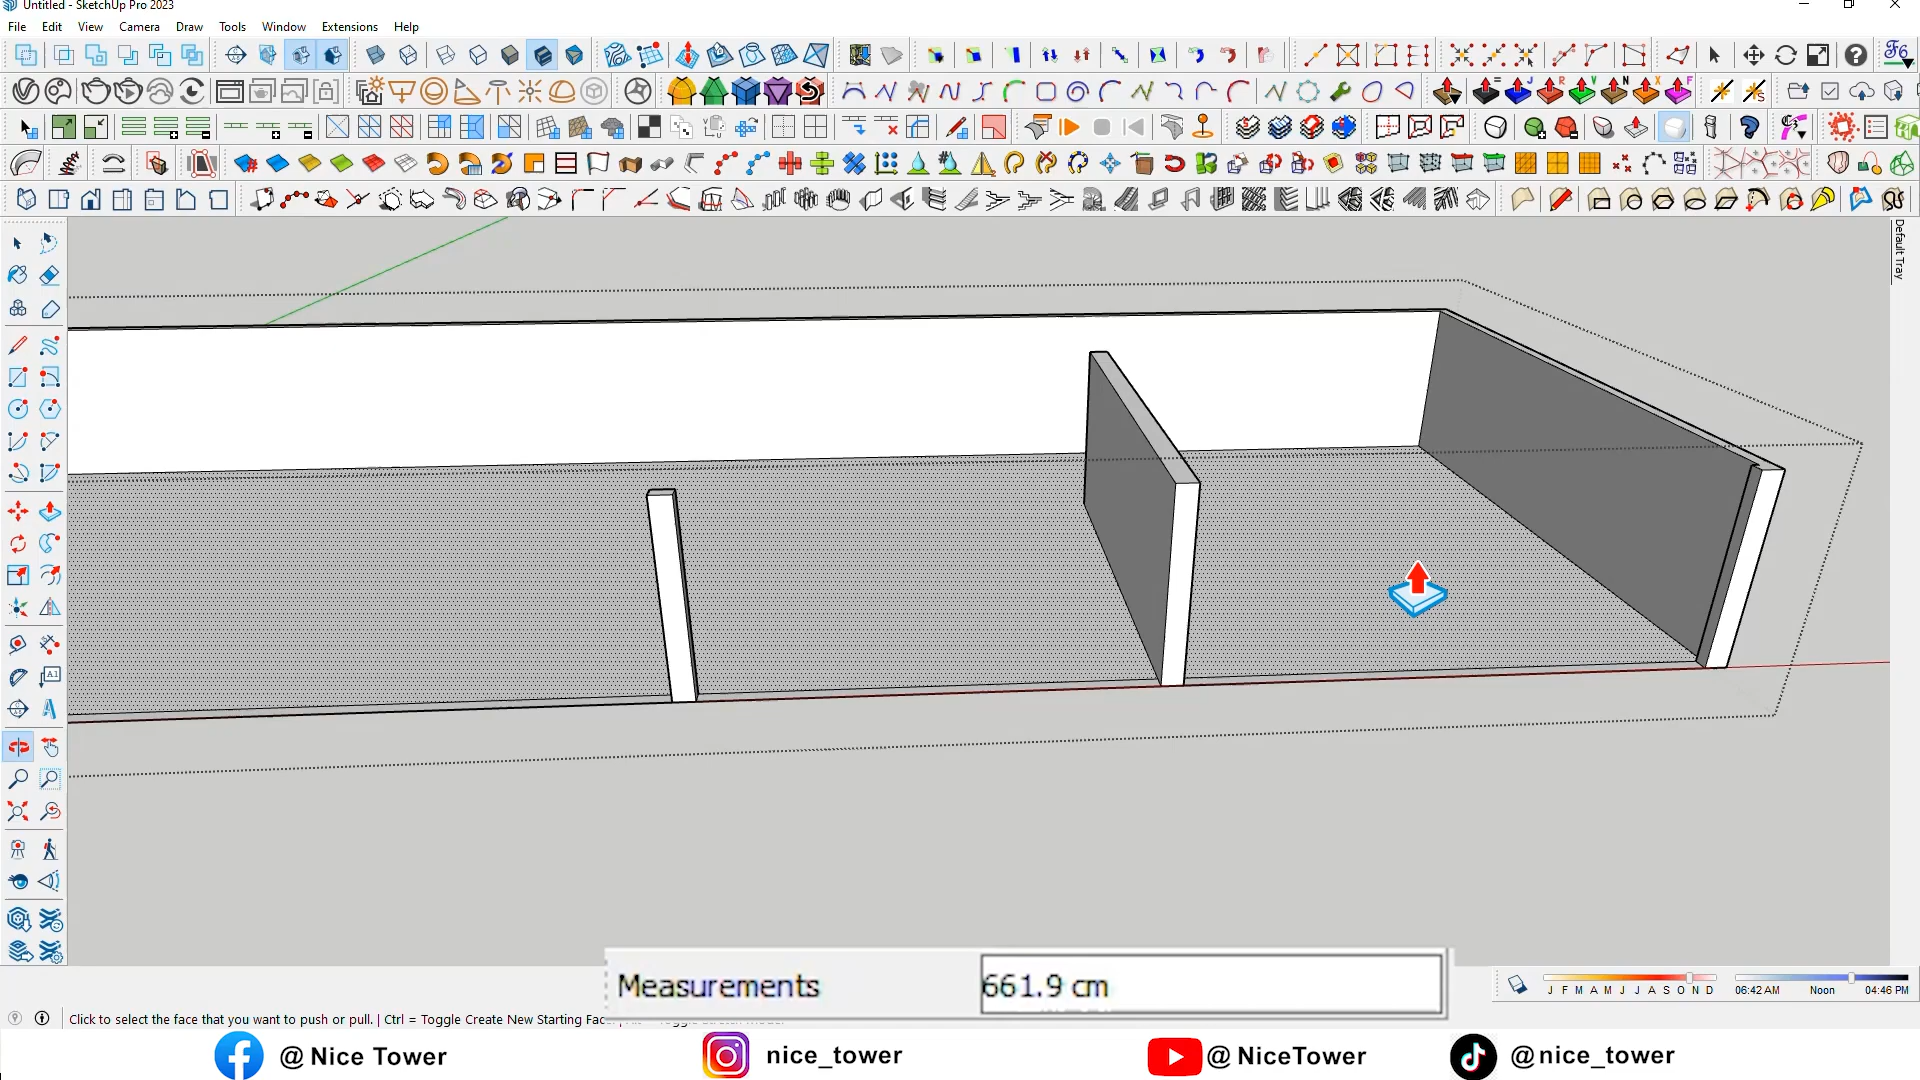 Untitled - SketchUp Pro 2023
File Edit View Camera Draw Tools Window Extensions Help
Default Tray
Measurements 661.9 cm
J F M A M J J A S O N D 06:42 AM Noon 04:46 PM
Click to select the face that you want to push or pull. | Ctrl = Toggle Create New Starting Fac
@ Nice Tower nice_tower @ NiceTower @nice_tower